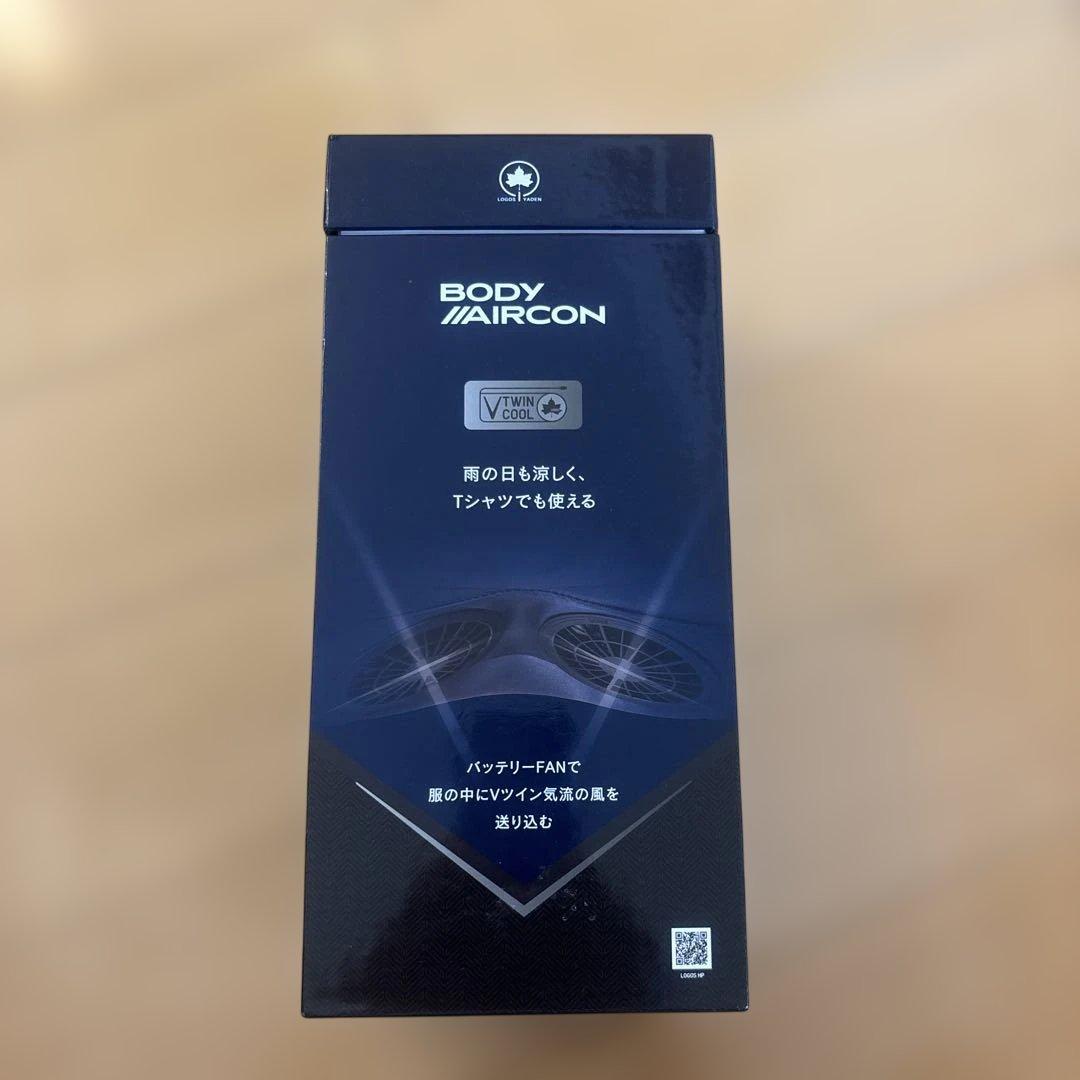 LOGOS YADEN
BODY
//AIRCON
V TWIN
COOL
雨の日も涼しく、
Tシャツでも使える
バッテリーFANで
服の中にVツイン気流の風を
送り込む
LOGOS HP